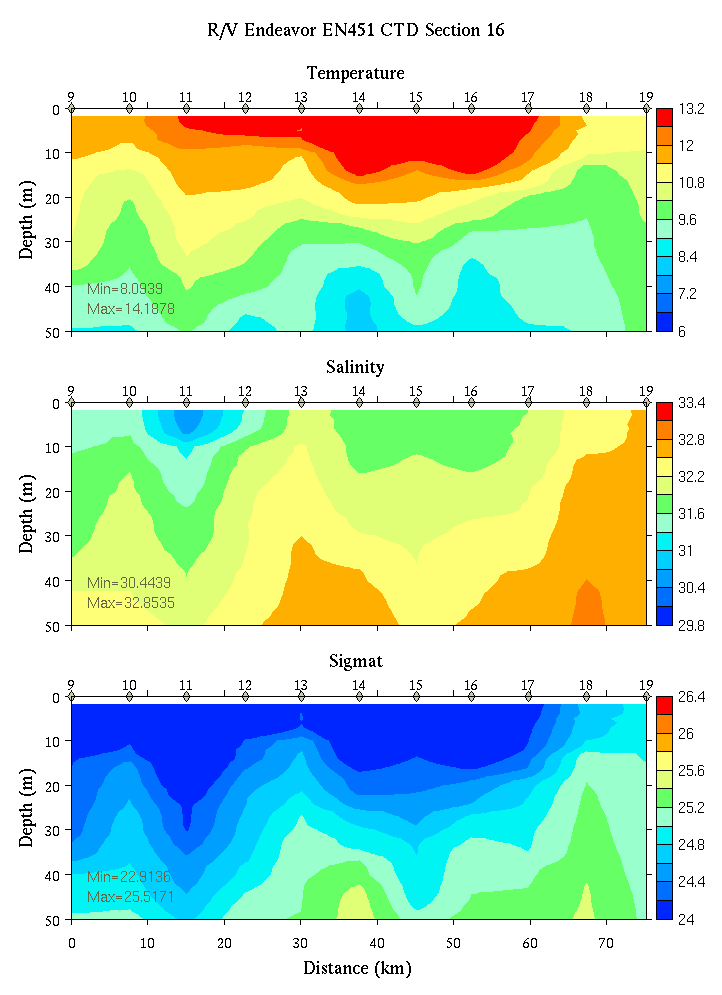 R/V Endeavor EN451 CTD Section 16
Temperature
9 10 11 12 13 14 15 16 17 18 19
0
10
20
30
40
50
Depth (m)
Min=8.0939
Max=14.1878
13.2
12
10.8
9.6
8.4
7.2
6
Salinity
9 10 11 12 13 14 15 16 17 18 19
0
10
20
30
40
50
Depth (m)
Min=30.4439
Max=32.8535
33.4
32.8
32.2
31.6
31
30.4
29.8
Sigmat
9 10 11 12 13 14 15 16 17 18 19
0
10
20
30
40
50
Depth (m)
Min=22.9136
Max=25.5171
26.4
26
25.6
25.2
24.8
24.4
24
0 10 20 30 40 50 60 70
Distance (km)